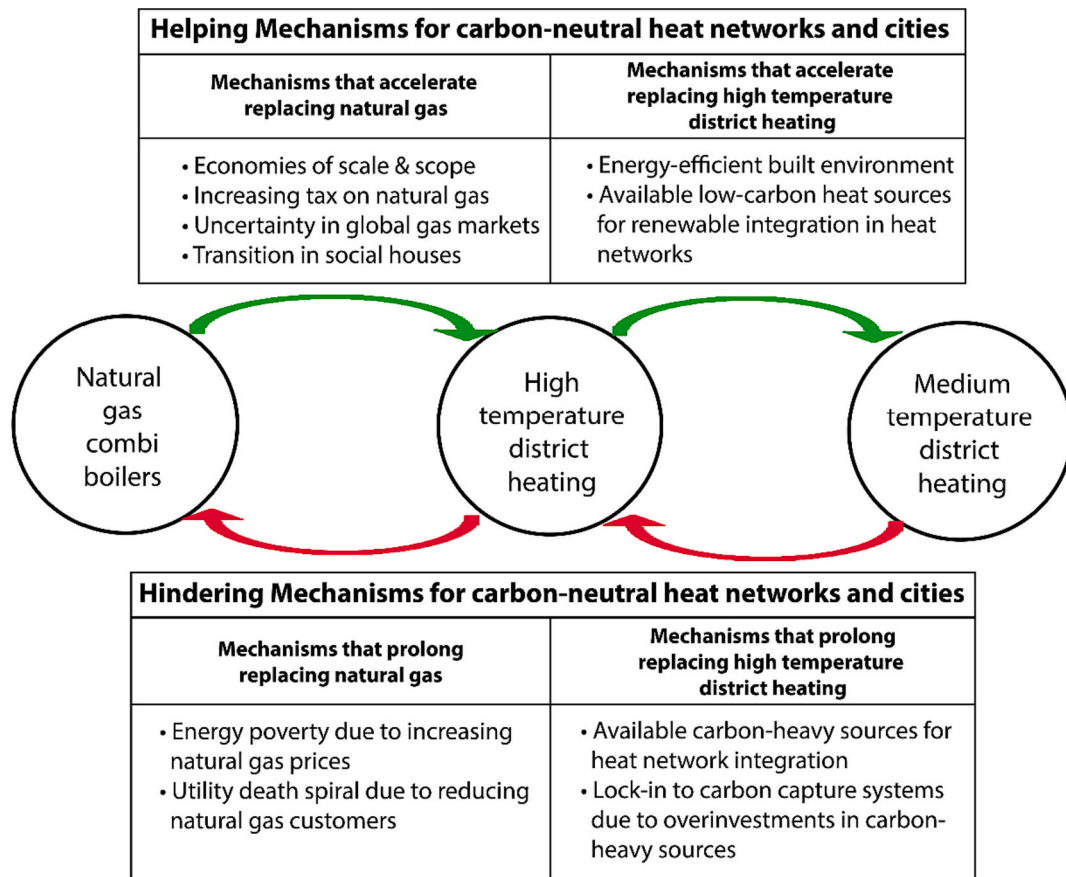 Helping Mechanisms for carbon-neutral heat networks and cities
Mechanisms that accelerate
replacing natural gas
Mechanisms that accelerate
replacing high temperature
district heating
• Economies of scale & scope
• Increasing tax on natural gas
• Uncertainty in global gas markets
• Transition in social houses
• Energy-efficient built environment
• Available low-carbon heat sources
for renewable integration in heat
networks
Natural
gas
combi
boilers
High
temperature
district
heating
Medium
temperature
district
heating
Hindering Mechanisms for carbon-neutral heat networks and cities
Mechanisms that prolong
replacing natural gas
Mechanisms that prolong
replacing high temperature
district heating
• Energy poverty due to increasing
natural gas prices
• Utility death spiral due to reducing
natural gas customers
• Available carbon-heavy sources for
heat network integration
• Lock-in to carbon capture systems
due to overinvestments in carbon-
heavy sources